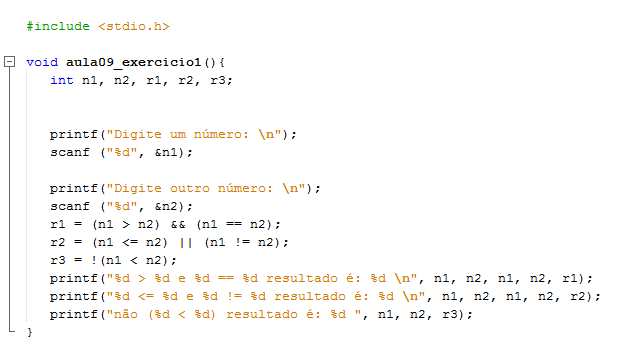 #include <stdio.h>
void aula09_exercicio1(){
int n1, n2, r1, r2, r3;
printf("Digite um número: \n");
scanf ("%d", &n1);
printf("Digite outro número: \n");
scanf ("%d", &n2);
r1 = (n1 > n2) && (n1 == n2);
r2 = (n1 <= n2) || (n1 != n2);
r3 = !(n1 < n2);
printf("%d > %d e %d == %d resultado é: %d \n", n1, n2, n1, n2, r1);
printf("%d <= %d e %d != %d resultado é: %d \n", n1, n2, n1, n2, r2);
printf("não (%d < %d) resultado é: %d ", n1, n2, r3);
}